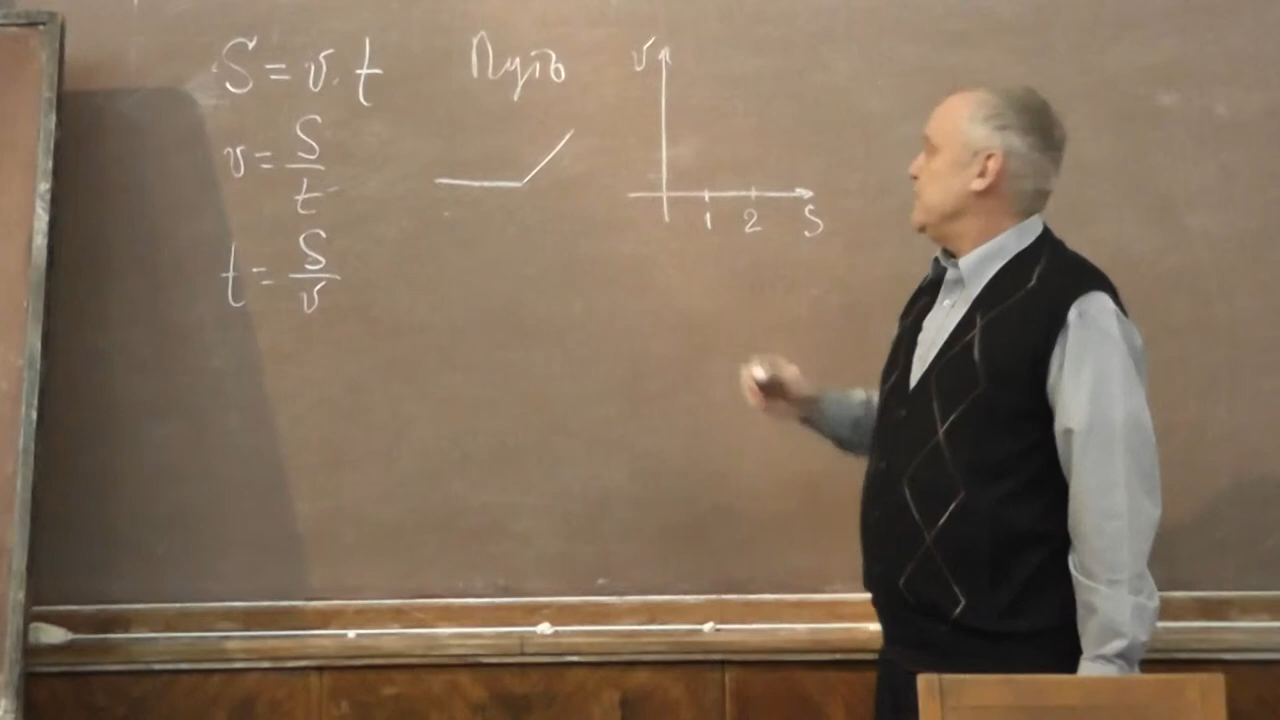 S = v · t
v = S/t
t = S/v
Путь
v
1 2 S